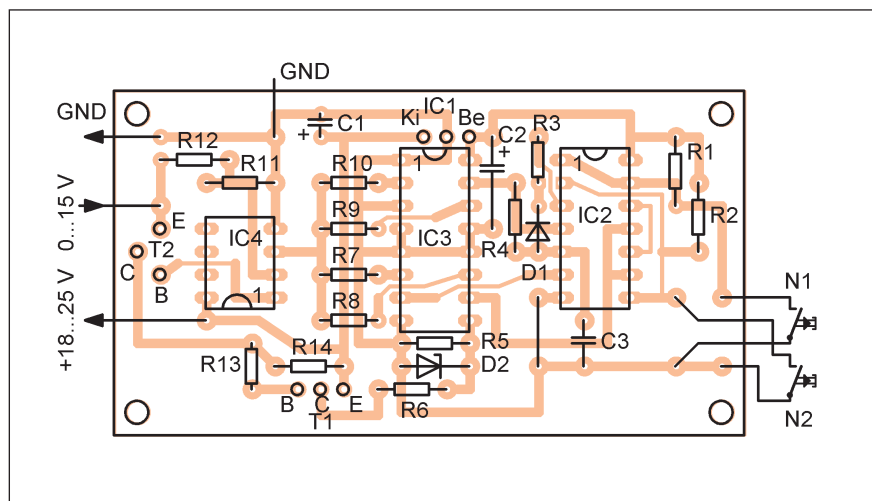 GND
GND
IC1
Ki
Be
C1
+
C2
+
R3
R12
R11
R10
1
1
R1
R9
R2
0...15 V
E
T2
C
B
IC4
1
IC3
R4
IC2
R7
D1
R8
N1
+18...25 V
R13
R14
R5
D2
C3
R6
B
C
E
T1
N2